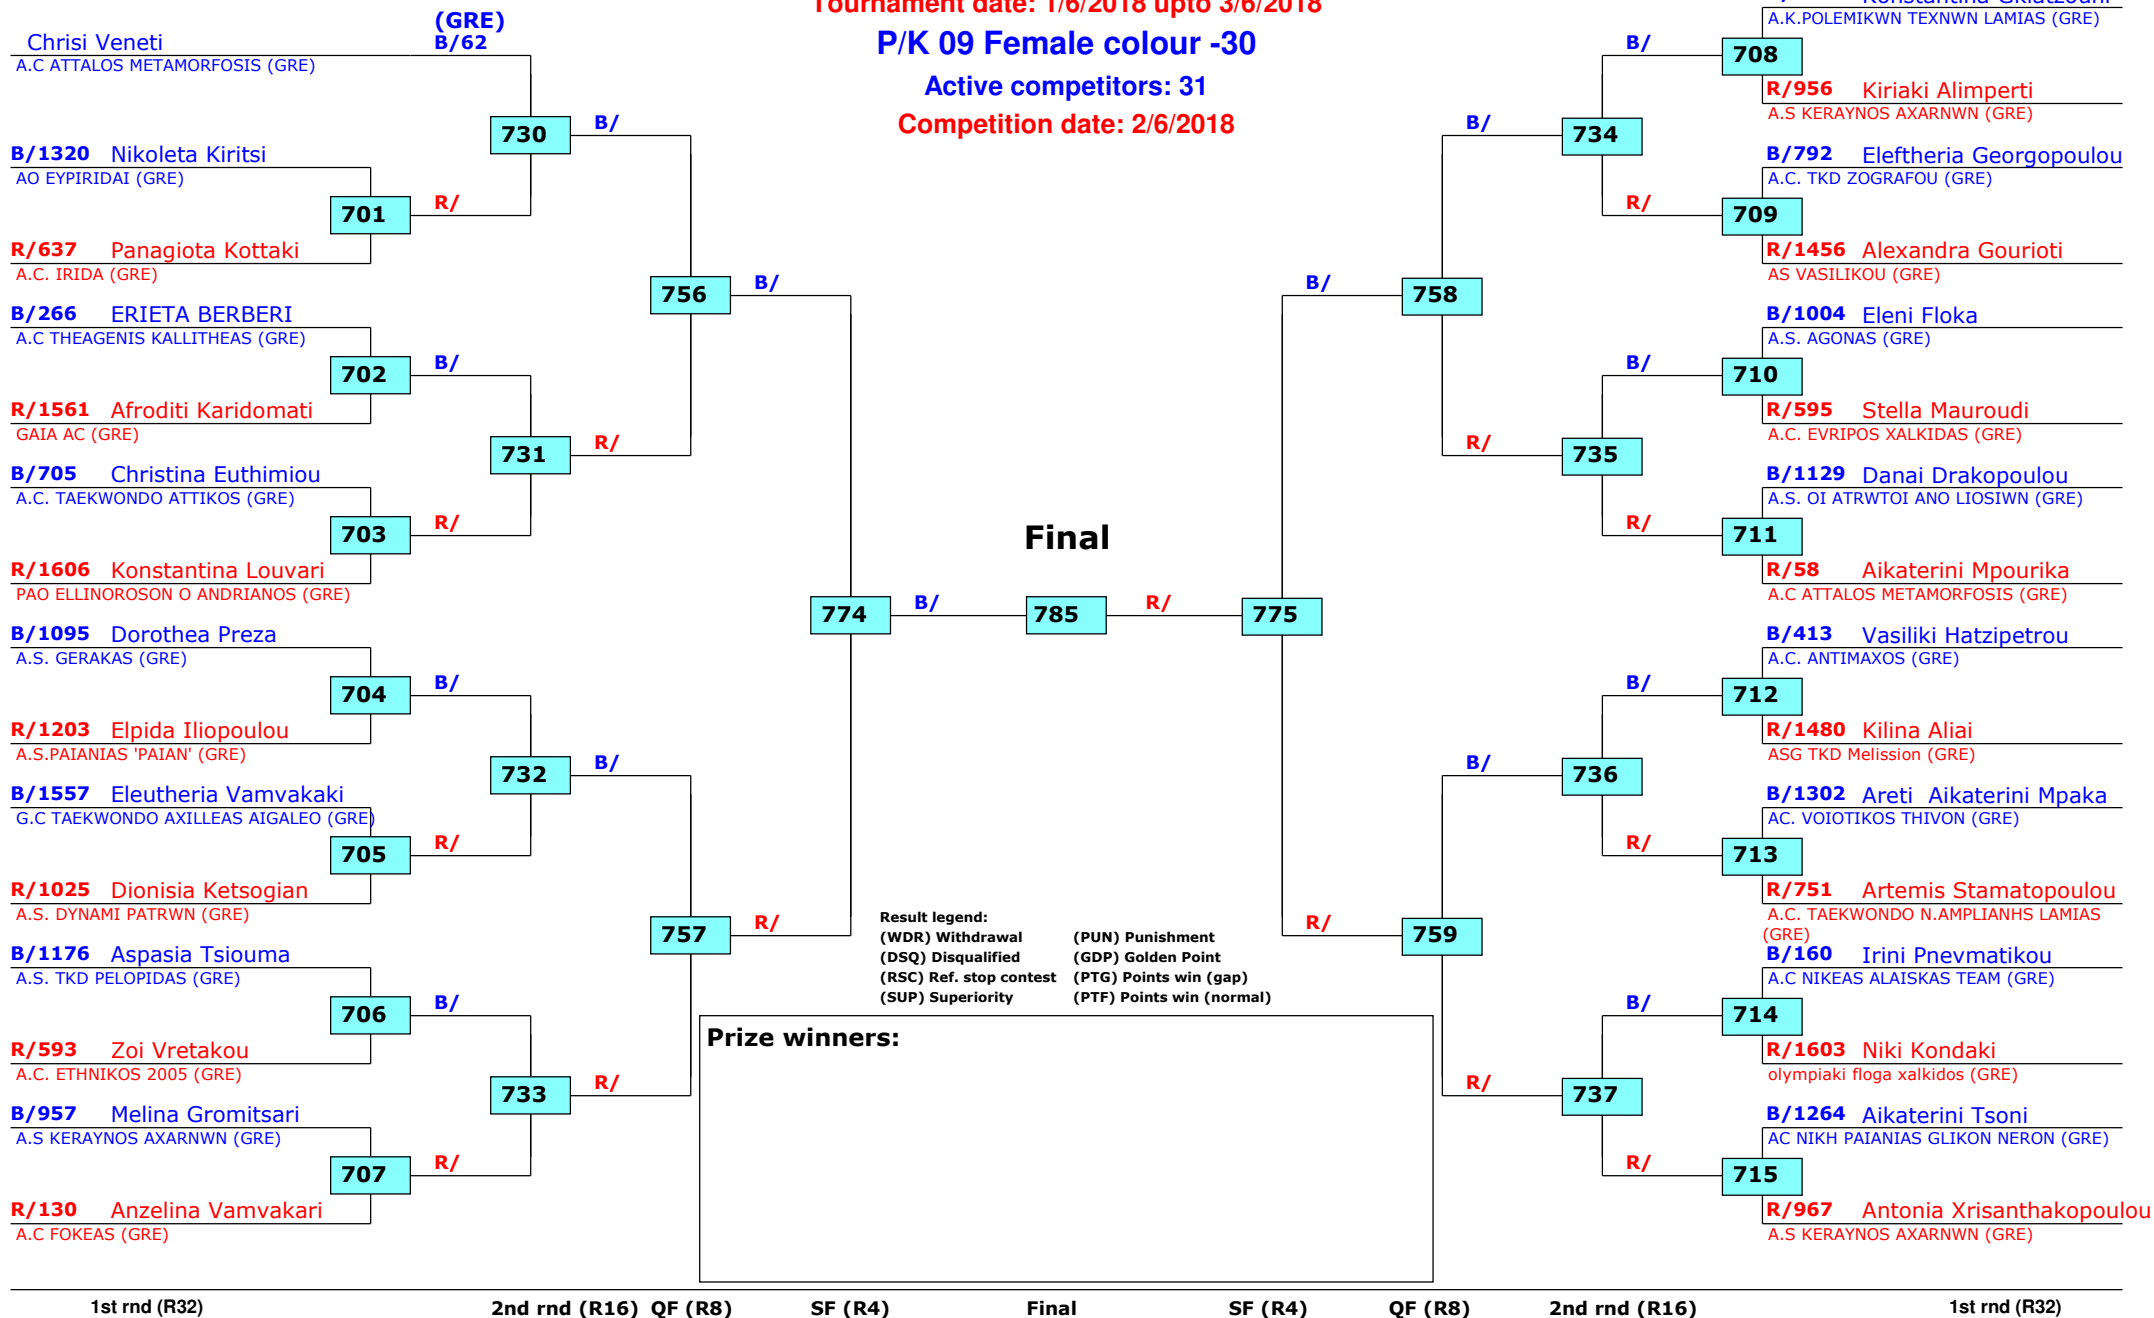 Tournament date: 1/6/2018 upto 3/6/2018
P/K 09 Female colour -30
Active competitors: 31
Competition date: 2/6/2018
(GRE)
Chrisi Veneti B/62
A.C ATTALOS METAMORFOSIS (GRE)
730
B/
B/1320 Nikoleta Kiritsi
AO EYPIRIDAI (GRE)
701
R/
R/637 Panagiota Kottaki
A.C. IRIDA (GRE)
756
B/
B/266 ERIETA BERBERI
A.C THEAGENIS KALLITHEAS (GRE)
702
B/
R/1561 Afroditi Karidomati
GAIA AC (GRE)
731
R/
B/705 Christina Euthimiou
A.C. TAEKWONDO ATTIKOS (GRE)
703
R/
R/1606 Konstantina Louvari
PAO ELLINOROSON O ANDRIANOS (GRE)
774
B/
B/1095 Dorothea Preza
A.S. GERAKAS (GRE)
704
B/
R/1203 Elpida Iliopoulou
A.S.PAIANIAS 'PAIAN' (GRE)
732
B/
B/1557 Eleutheria Vamvakaki
G.C TAEKWONDO AXILLEAS AIGALEO (GRE)
705
R/
R/1025 Dionisia Ketsogian
A.S. DYNAMI PATRWN (GRE)
757
R/
B/1176 Aspasia Tsiouma
A.S. TKD PELOPIDAS (GRE)
706
B/
R/593 Zoi Vretakou
A.C. ETHNIKOS 2005 (GRE)
733
R/
B/957 Melina Gromitsari
A.S KERAYNOS AXARNWN (GRE)
707
R/
R/130 Anzelina Vamvakari
A.C FOKEAS (GRE)
Final
785
R/
775
Konstantina Gkiatzouni
A.K.POLEMIKWN TEXNWN LAMIAS (GRE)
B/
708
R/956 Kiriaki Alimperti
A.S KERAYNOS AXARNWN (GRE)
B/
734
B/792 Eleftheria Georgopoulou
A.C. TKD ZOGRAFOU (GRE)
R/
709
R/1456 Alexandra Gourioti
AS VASILIKOU (GRE)
B/
758
B/1004 Eleni Floka
A.S. AGONAS (GRE)
B/
710
R/595 Stella Mauroudi
A.C. EVRIPOS XALKIDAS (GRE)
R/
735
B/1129 Danai Drakopoulou
A.S. OI ATRWTOI ANO LIOSIWN (GRE)
R/
711
R/58 Aikaterini Mpourika
A.C ATTALOS METAMORFOSIS (GRE)
B/413 Vasiliki Hatzipetrou
A.C. ANTIMAXOS (GRE)
B/
712
R/1480 Kilina Aliai
ASG TKD Melission (GRE)
B/
736
B/1302 Areti  Aikaterini Mpaka
AC. VOIOTIKOS THIVON (GRE)
R/
713
R/751 Artemis Stamatopoulou
A.C. TAEKWONDO N.AMPLIANHS LAMIAS
(GRE)
R/
759
B/160 Irini Pnevmatikou
A.C NIKEAS ALAISKAS TEAM (GRE)
B/
714
R/1603 Niki Kondaki
olympiaki floga xalkidos (GRE)
R/
737
B/1264 Aikaterini Tsoni
AC NIKH PAIANIAS GLIKON NERON (GRE)
R/
715
R/967 Antonia Xrisanthakopoulou
A.S KERAYNOS AXARNWN (GRE)
Result legend:
(WDR) Withdrawal (PUN) Punishment
(DSQ) Disqualified (GDP) Golden Point
(RSC) Ref. stop contest (PTG) Points win (gap)
(SUP) Superiority (PTF) Points win (normal)
Prize winners:
1st rnd (R32) 2nd rnd (R16) QF (R8) SF (R4) Final SF (R4) QF (R8) 2nd rnd (R16) 1st rnd (R32)